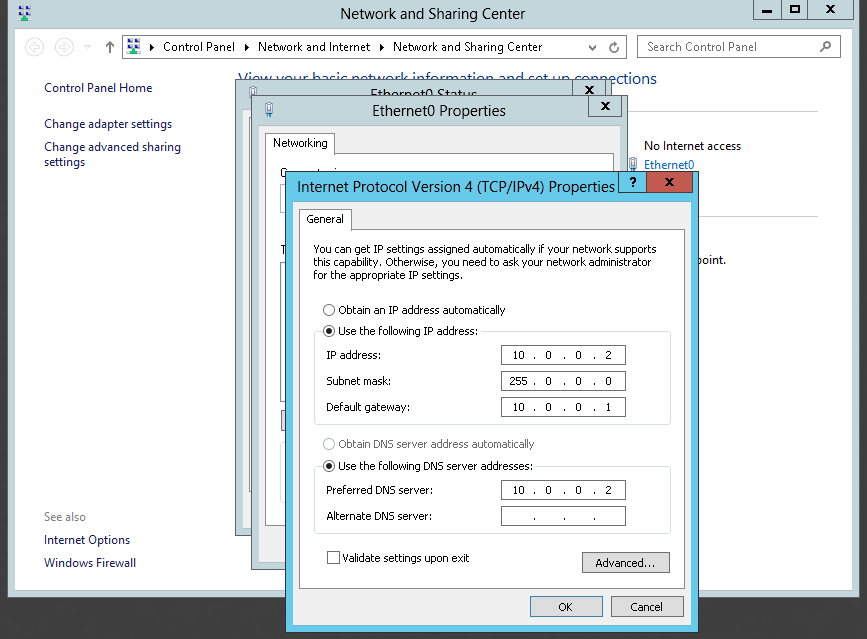 Network and Sharing Center
Control Panel Network and Internet Network and Sharing Center
Search Control Panel
Control Panel Home
Change adapter settings
Change advanced sharing
settings
View your basic network information and set up connections
Ethernet0 Status
Ethernet0 Properties
Networking
No Internet access
Ethernet0
point.
Internet Protocol Version 4 (TCP/IPv4) Properties
?
General
You can get IP settings assigned automatically if your network supports
this capability. Otherwise, you need to ask your network administrator
for the appropriate IP settings.
Obtain an IP address automatically
Use the following IP address:
IP address: 10 . 0 . 0 . 2
Subnet mask: 255 . 0 . 0 . 0
Default gateway: 10 . 0 . 0 . 1
Obtain DNS server address automatically
Use the following DNS server addresses:
Preferred DNS server: 10 . 0 . 0 . 2
Alternate DNS server: . . .
Validate settings upon exit
Advanced...
OK Cancel
See also
Internet Options
Windows Firewall